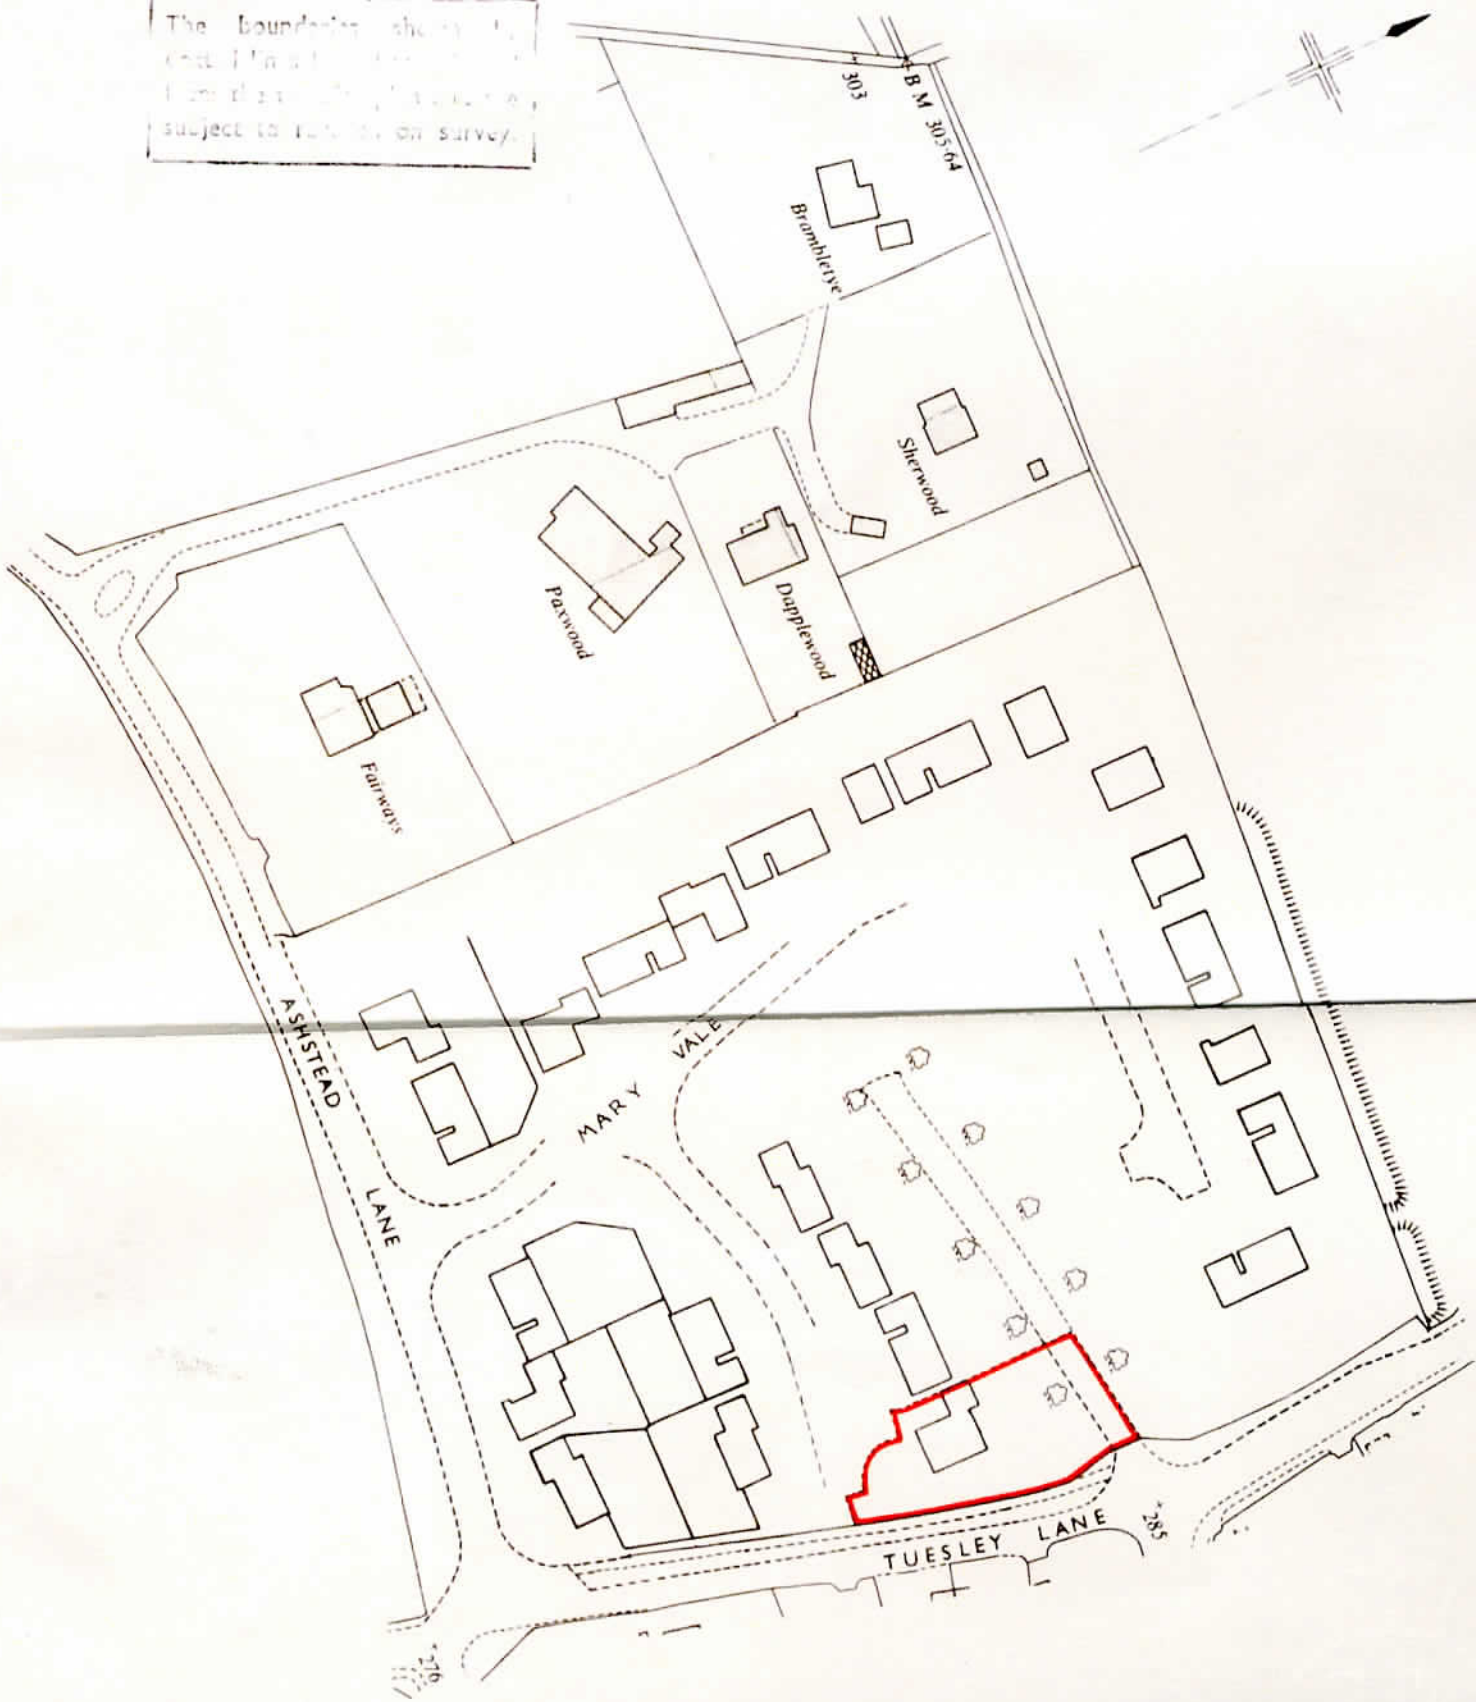 The boundaries
subject to on survey.
303
B M 305·64
Brambletye
Sherwood
Paxwood
Dapplewood
Fairways
ASHSTEAD
LANE
MARY
VALE
TUESLEY LANE
285
276